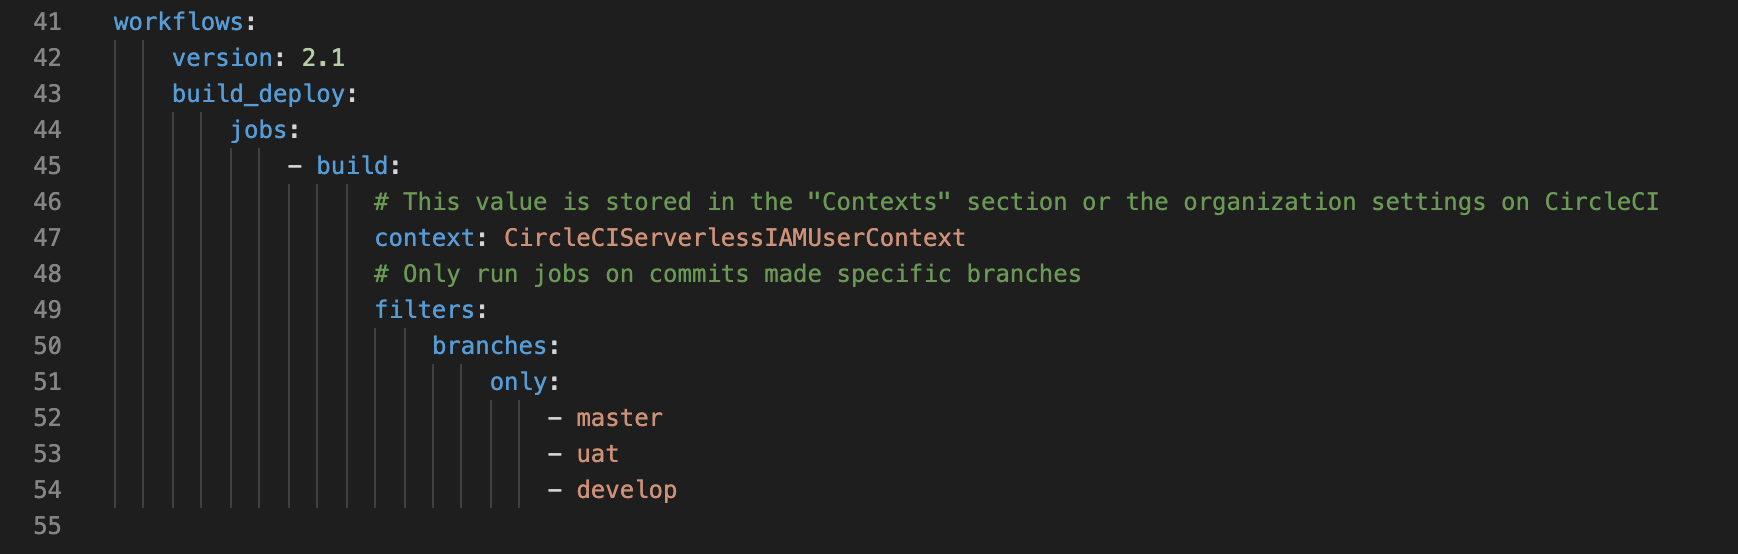 41 workflows:
42 version: 2.1
43 build_deploy:
44 jobs:
45 - build:
46 # This value is stored in the "Contexts" section or the organization settings on CircleCI
47 context: CircleCIServerlessIAMUserContext
48 # Only run jobs on commits made specific branches
49 filters:
50 branches:
51 only:
52 - master
53 - uat
54 - develop
55